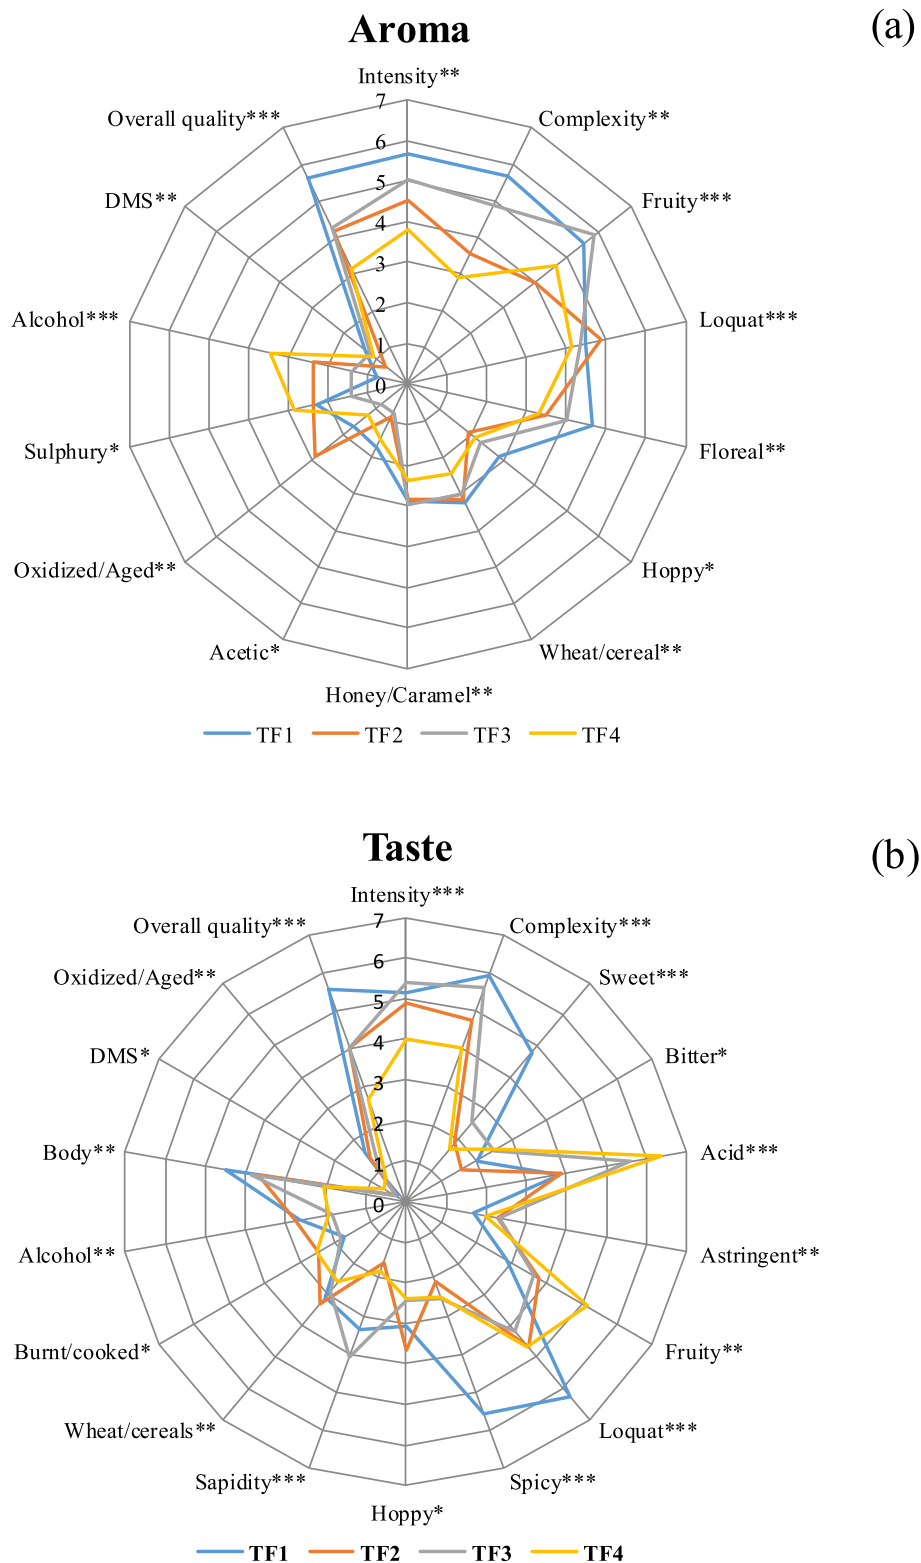 Aroma
(a)
Intensity**
Overall quality***
Complexity**
DMS**
Fruity***
Alcohol***
Loquat***
Sulphury*
Floreal**
Oxidized/Aged**
Hoppy*
Acetic*
Wheat/cereal**
Honey/Caramel**
7
6
5
4
3
2
1
0
TF1 TF2 TF3 TF4
Taste
(b)
Intensity***
Overall quality***
Complexity***
Oxidized/Aged**
Sweet***
DMS*
Bitter*
Body**
Acid***
Alcohol**
Astringent**
Burnt/cooked*
Fruity**
Wheat/cereals**
Loquat***
Sapidity***
Spicy***
Hoppy*
7
6
5
4
3
2
1
0
TF1 TF2 TF3 TF4